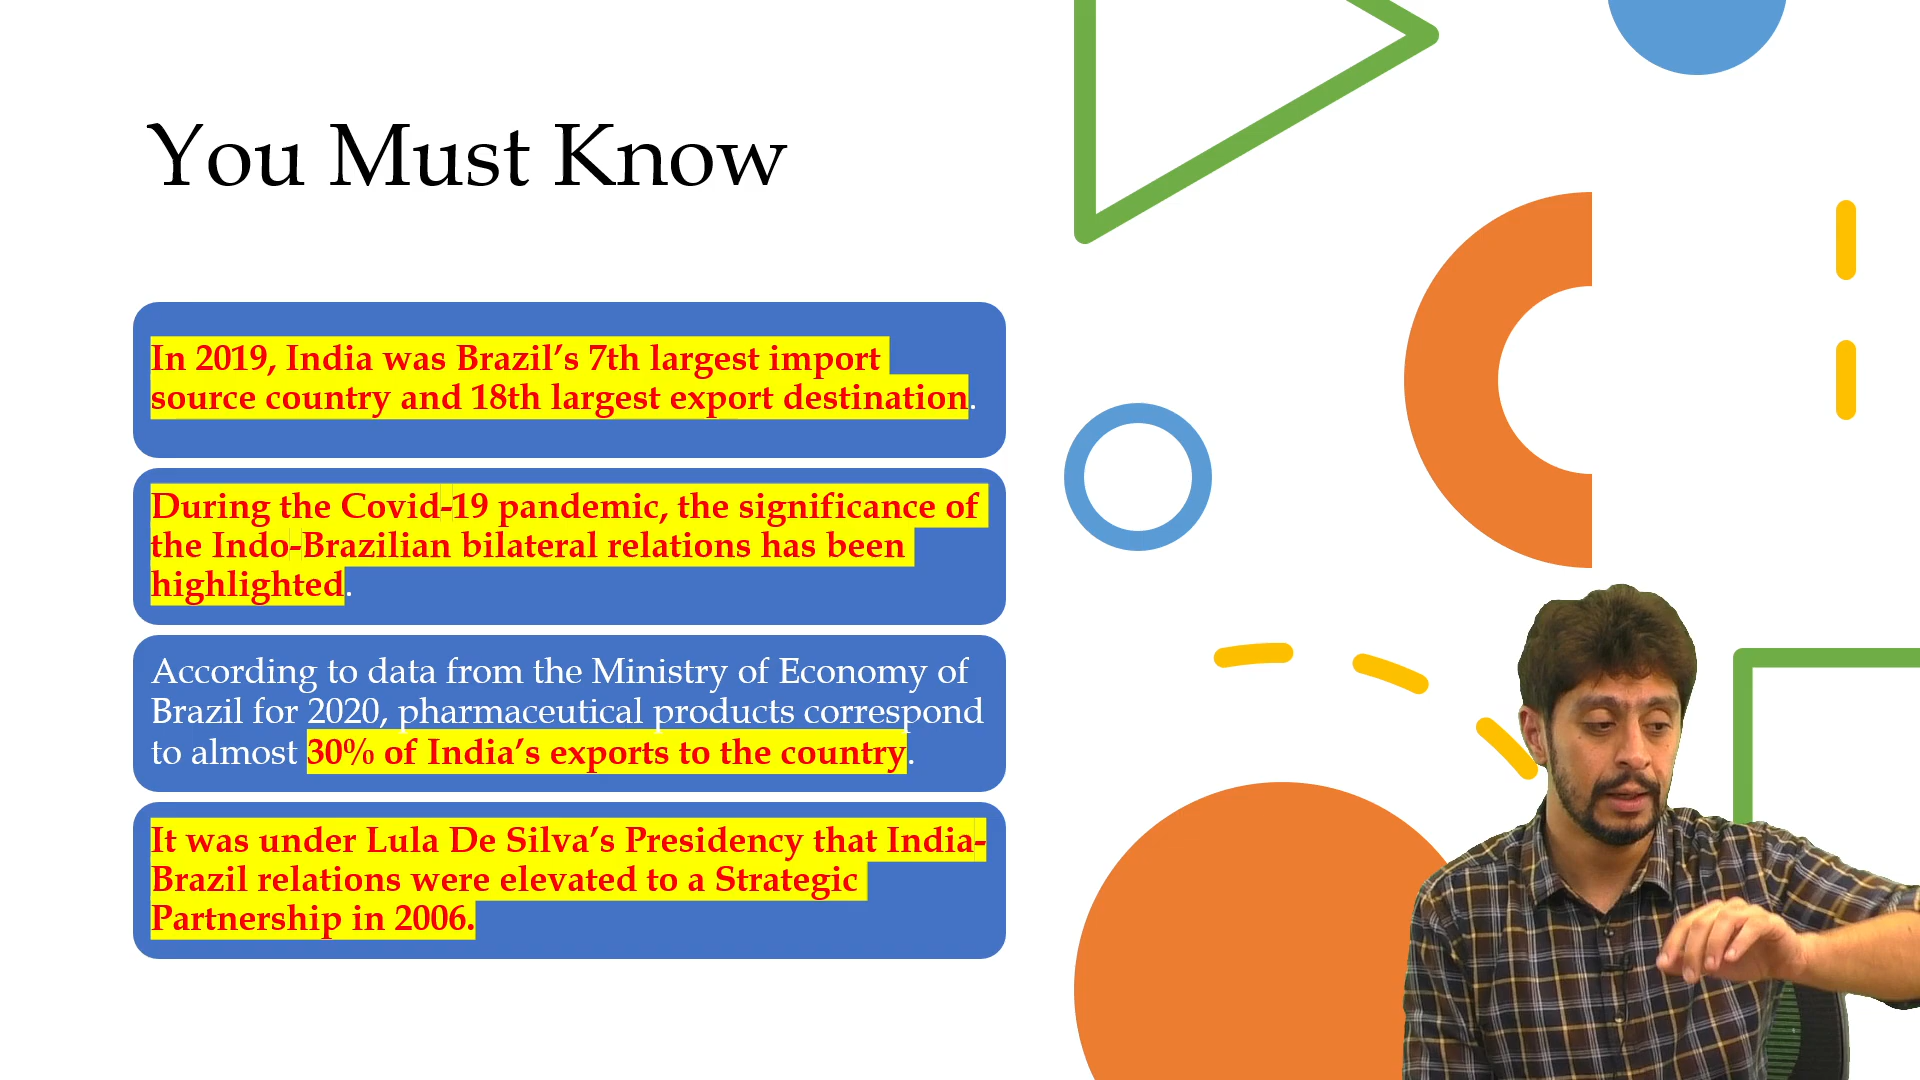 You Must Know
In 2019, India was Brazil’s 7th largest import
source country and 18th largest export destination.
During the Covid-19 pandemic, the significance of
the Indo-Brazilian bilateral relations has been
highlighted.
According to data from the Ministry of Economy of
Brazil for 2020, pharmaceutical products correspond
to almost 30% of India’s exports to the country.
It was under Lula De Silva’s Presidency that India-
Brazil relations were elevated to a Strategic
Partnership in 2006.